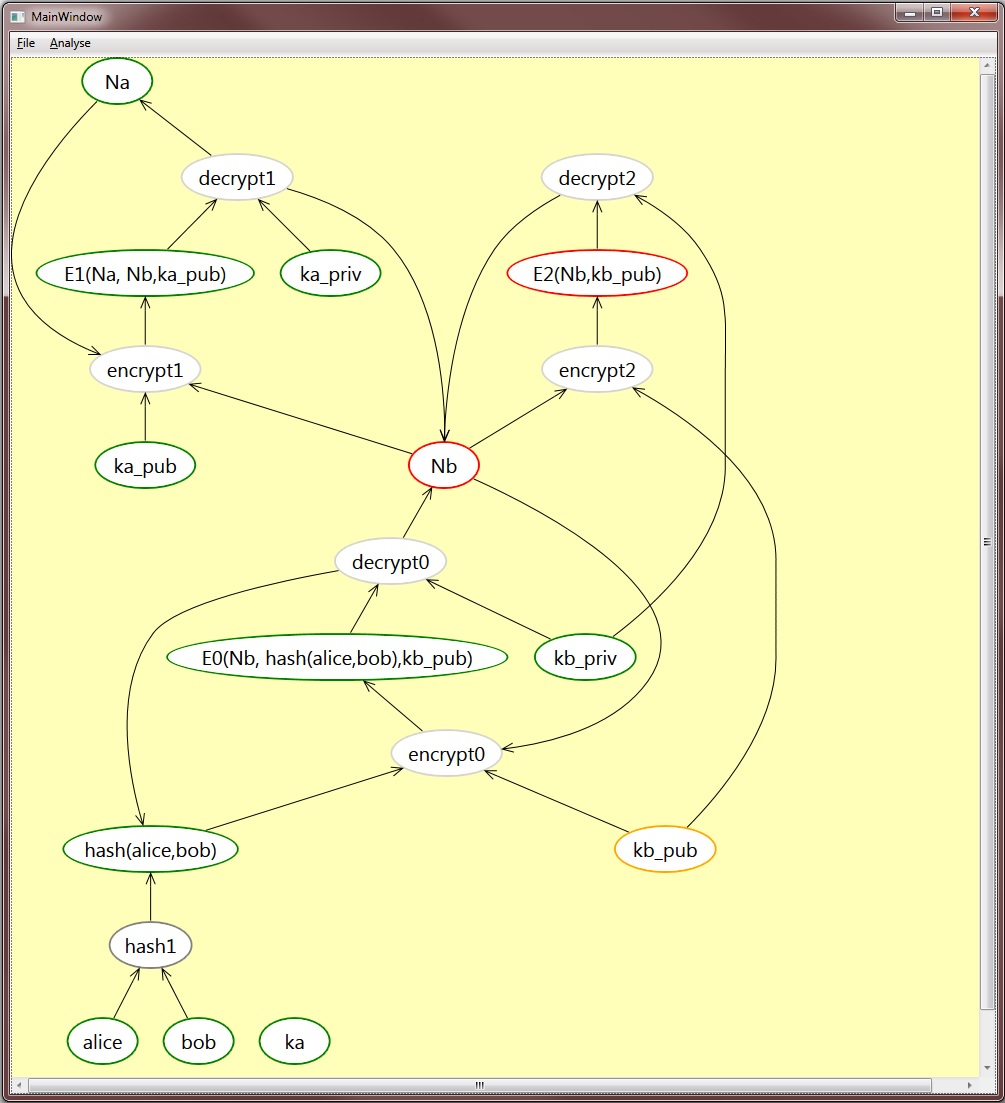 MainWindow
File Analyse
Na
decrypt1 decrypt2
E1(Na, Nb,ka_pub) ka_priv E2(Nb,kb_pub)
encrypt1 encrypt2
ka_pub Nb
decrypt0
E0(Nb, hash(alice,bob),kb_pub) kb_priv
encrypt0
hash(alice,bob) kb_pub
hash1
alice bob ka